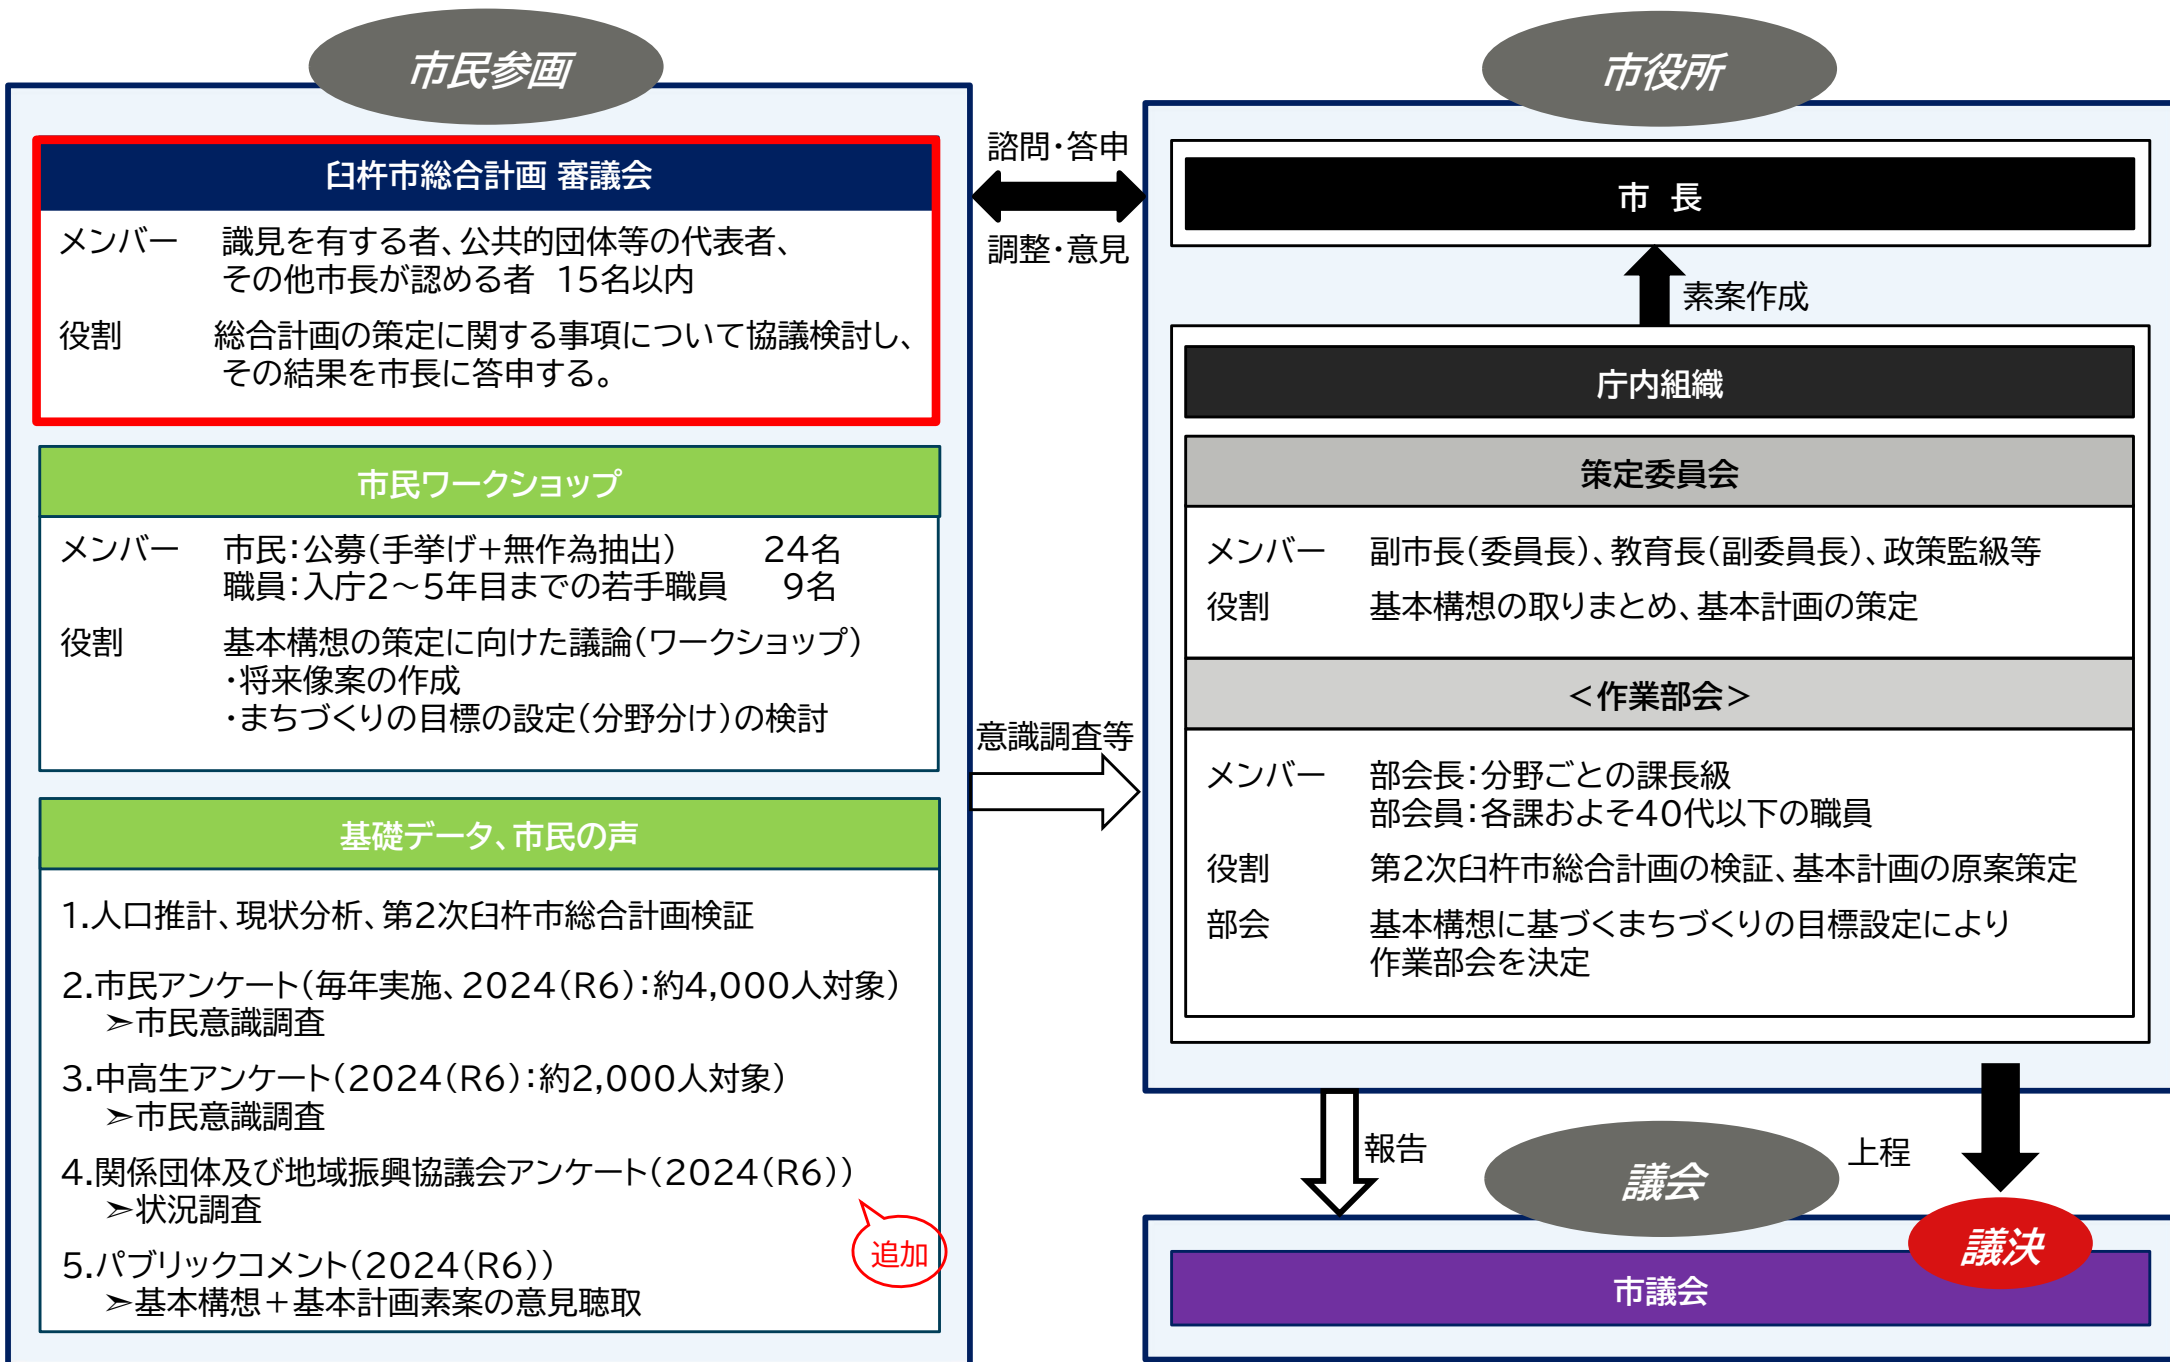 市民参画
臼杵市総合計画 審議会
メンバー 識見を有する者、公共的団体等の代表者、
その他市長が認める者 15名以内
役割 総合計画の策定に関する事項について協議検討し、
その結果を市長に答申する。
市民ワークショップ
メンバー 市民：公募（手挙げ+無作為抽出） 24名
職員：入庁2～5年目までの若手職員 9名
役割 基本構想の策定に向けた議論（ワークショップ）
・将来像案の作成
・まちづくりの目標の設定（分野分け）の検討
基礎データ、市民の声
1.人口推計、現状分析、第2次臼杵市総合計画検証
2.市民アンケート（毎年実施、2024（R6）：約4,000人対象）
➣市民意識調査
3.中高生アンケート（2024（R6）：約2,000人対象）
➣市民意識調査
4.関係団体及び地域振興協議会アンケート（2024（R6））
➣状況調査
追加
5.パブリックコメント（2024（R6））
➣基本構想＋基本計画素案の意見聴取
諮問・答申
調整・意見
意識調査等
市役所
市 長
素案作成
庁内組織
策定委員会
メンバー 副市長（委員長）、教育長（副委員長）、政策監級等
役割 基本構想の取りまとめ、基本計画の策定
＜作業部会＞
メンバー 部会長：分野ごとの課長級
部会員：各課およそ40代以下の職員
役割 第2次臼杵市総合計画の検証、基本計画の原案策定
部会 基本構想に基づくまちづくりの目標設定により
作業部会を決定
報告
議会
上程
議決
市議会